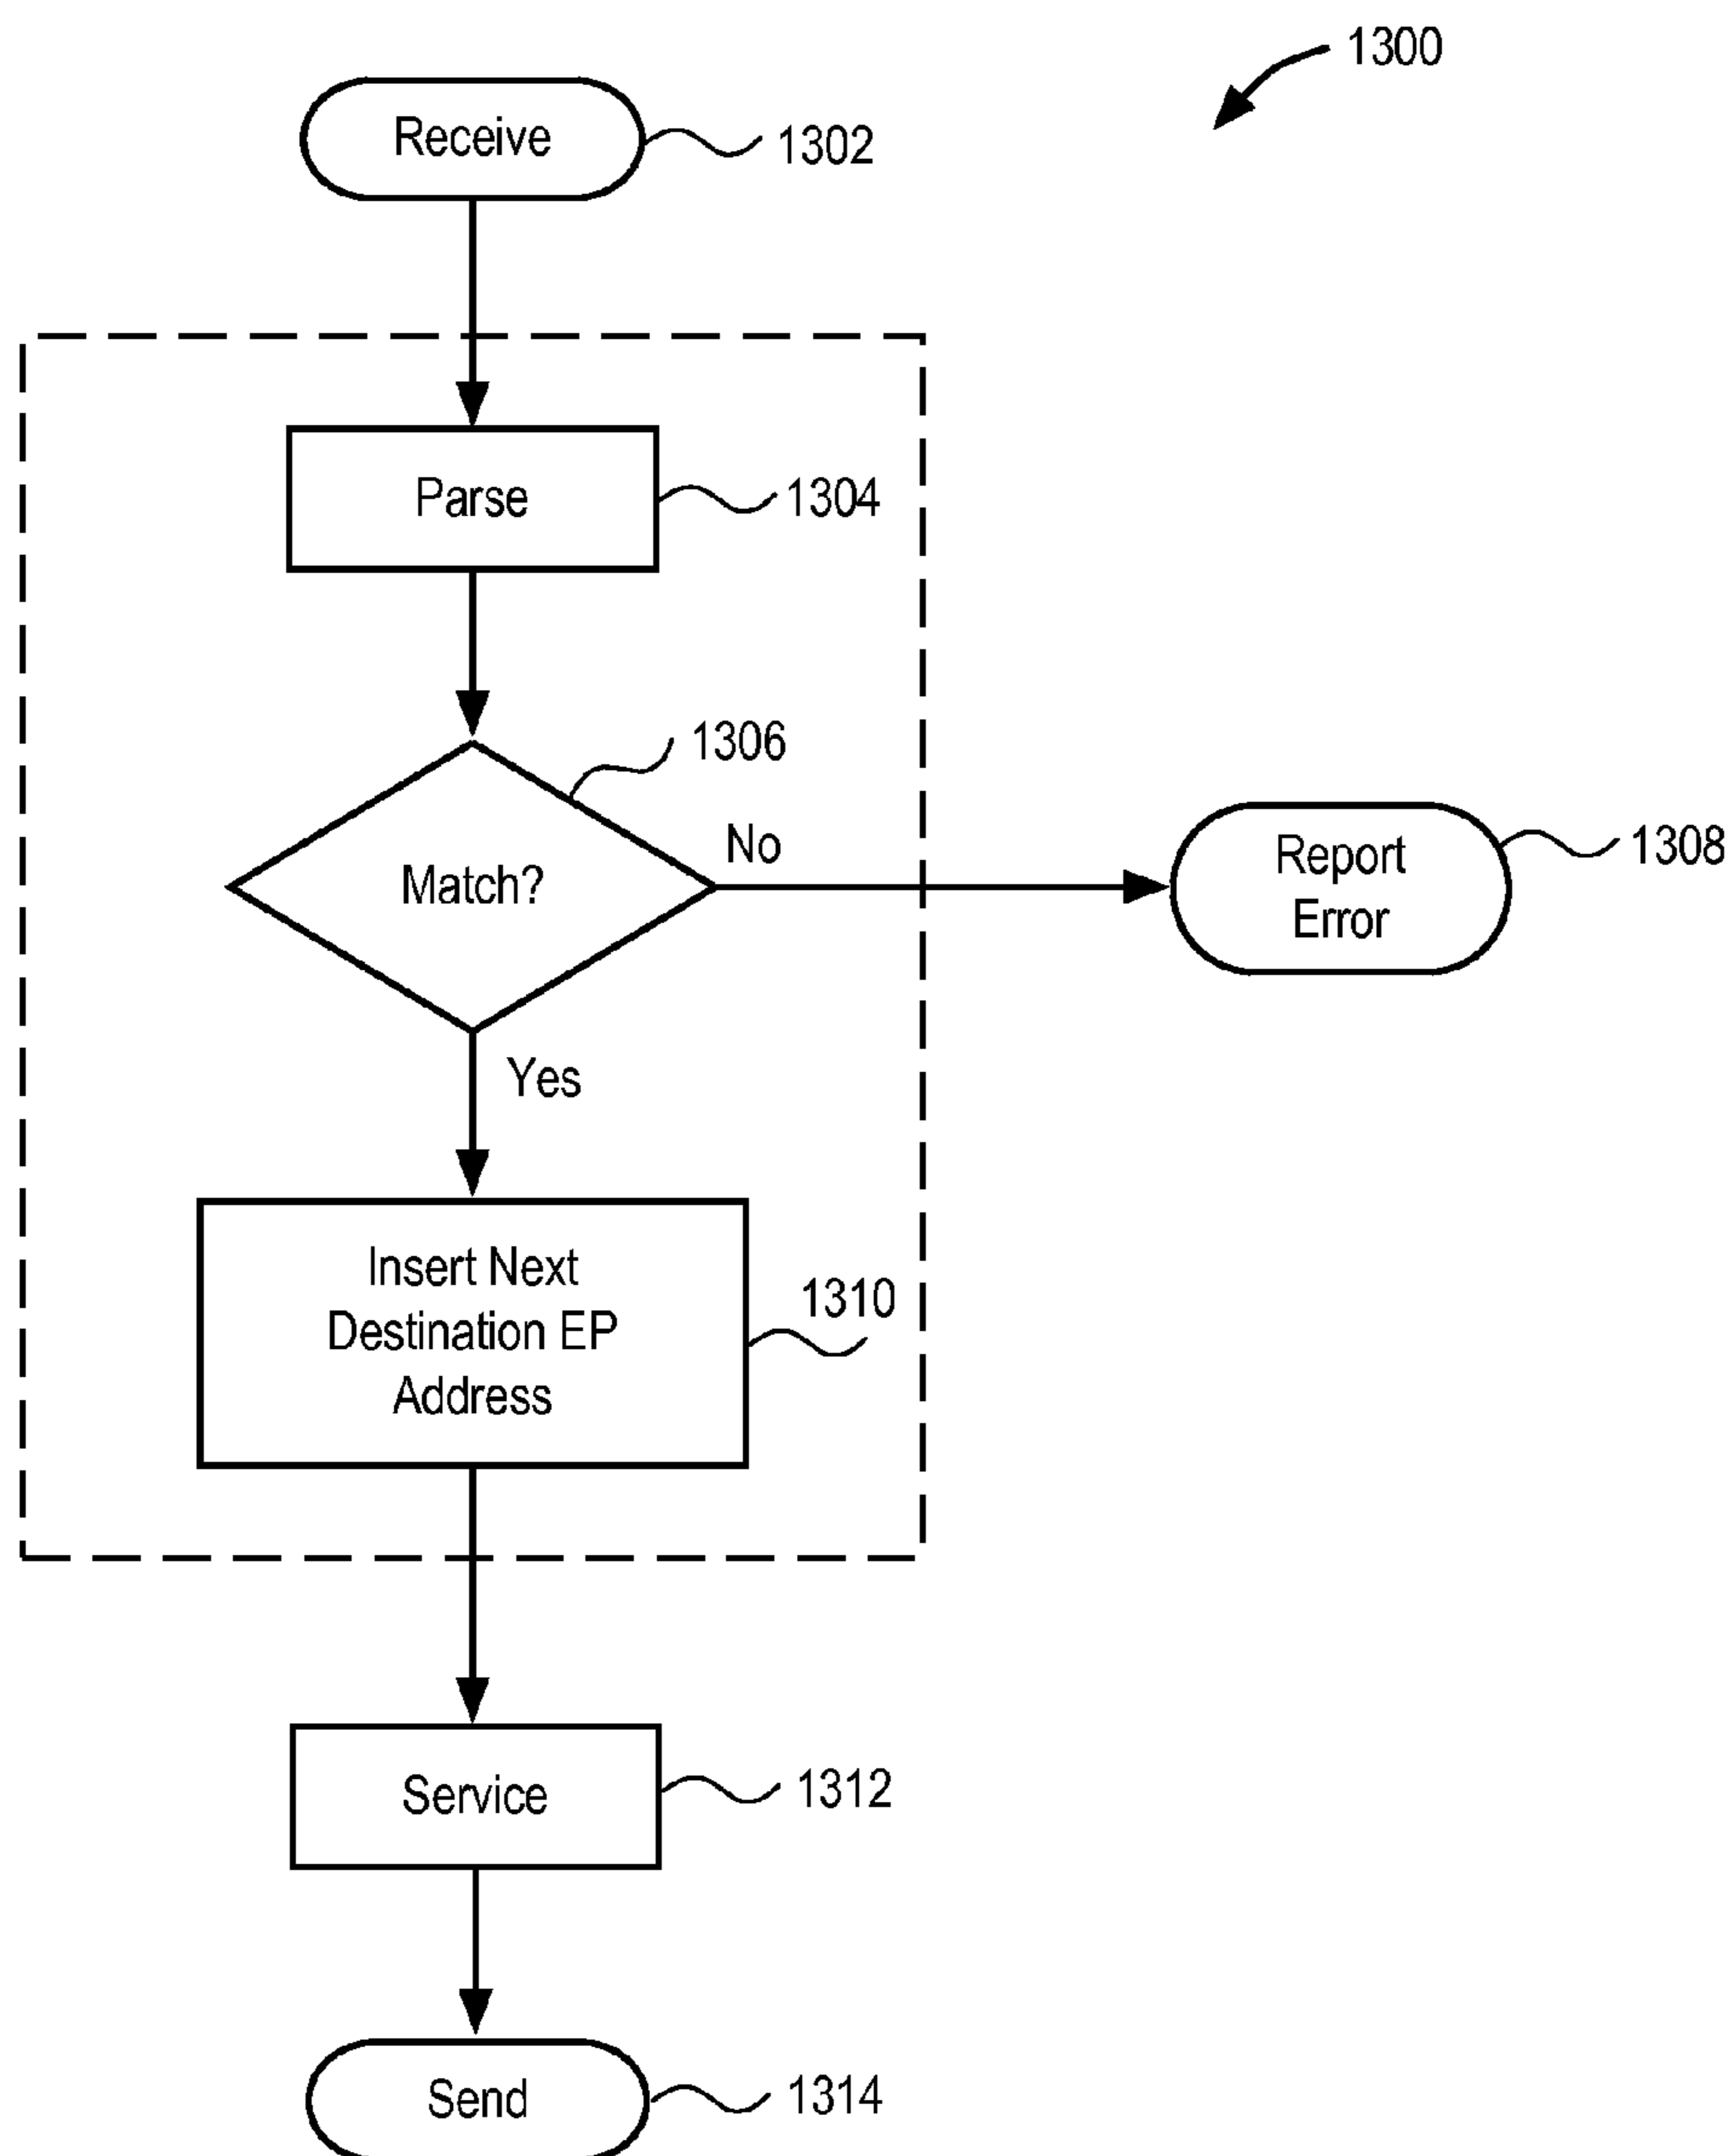 1300
Receive
1302
Parse
1304
1306
No
Match?
Report
Error
1308
Yes
Insert Next
Destination EP
Address
1310
Service
1312
Send
1314